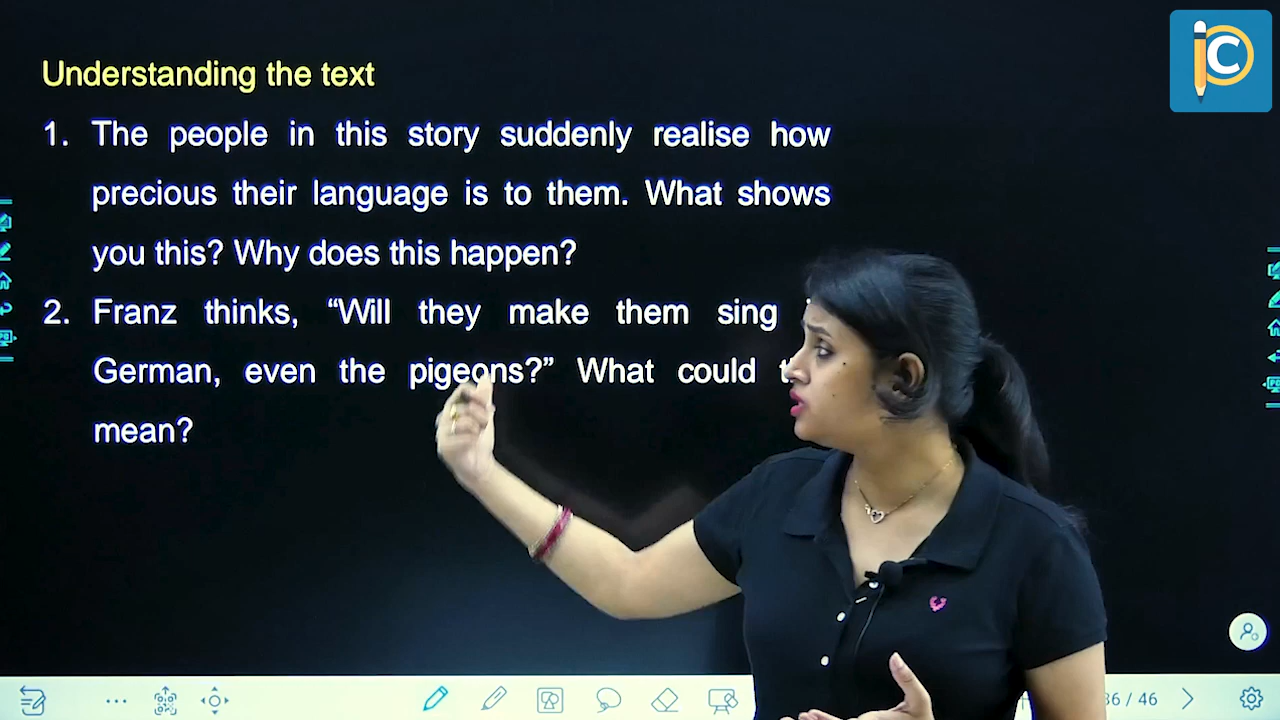 Understanding the text
1. The people in this story suddenly realise how
precious their language is to them. What shows
you this? Why does this happen?
2. Franz thinks, “Will they make them sing
German, even the pigeons?” What could
mean?
C
/ 46